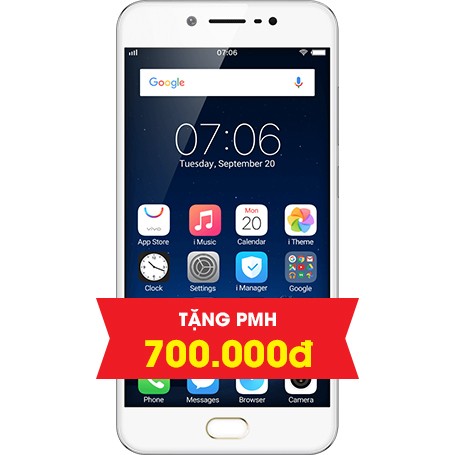 07:06
Google
07:06
Tuesday, September 20
vivo
Mon
20
App Store
i Music
Calendar
i Theme
Clock
Settings
i Manager
Google
TẶNG PMH
700.000đ
Phone
Messages
Browser
Camera